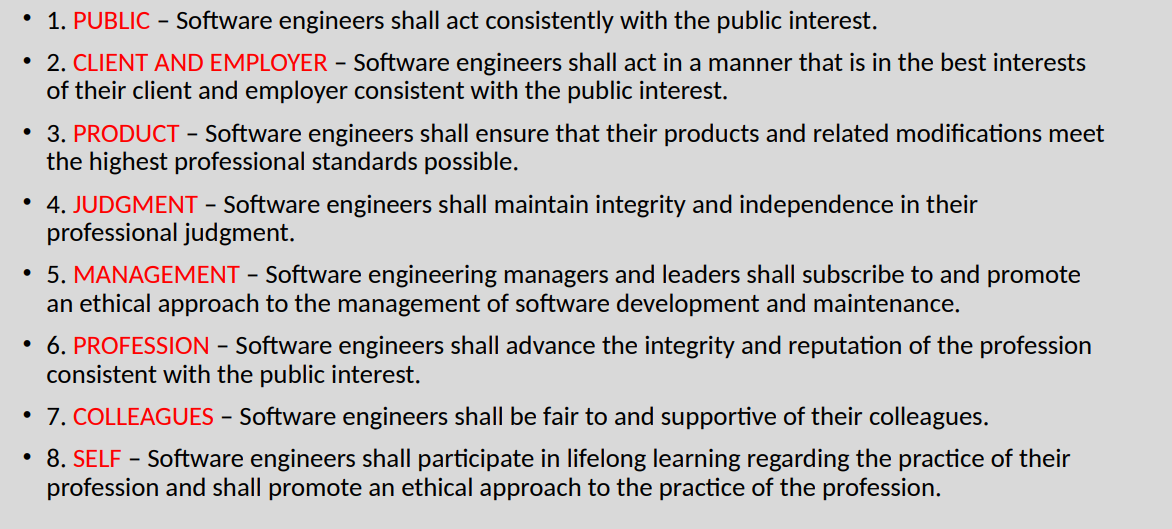 • 1. PUBLIC – Software engineers shall act consistently with the public interest.
• 2. CLIENT AND EMPLOYER – Software engineers shall act in a manner that is in the best interests
of their client and employer consistent with the public interest.
• 3. PRODUCT – Software engineers shall ensure that their products and related modifications meet
the highest professional standards possible.
• 4. JUDGMENT – Software engineers shall maintain integrity and independence in their
professional judgment.
• 5. MANAGEMENT – Software engineering managers and leaders shall subscribe to and promote
an ethical approach to the management of software development and maintenance.
• 6. PROFESSION – Software engineers shall advance the integrity and reputation of the profession
consistent with the public interest.
• 7. COLLEAGUES – Software engineers shall be fair to and supportive of their colleagues.
• 8. SELF – Software engineers shall participate in lifelong learning regarding the practice of their
profession and shall promote an ethical approach to the practice of the profession.